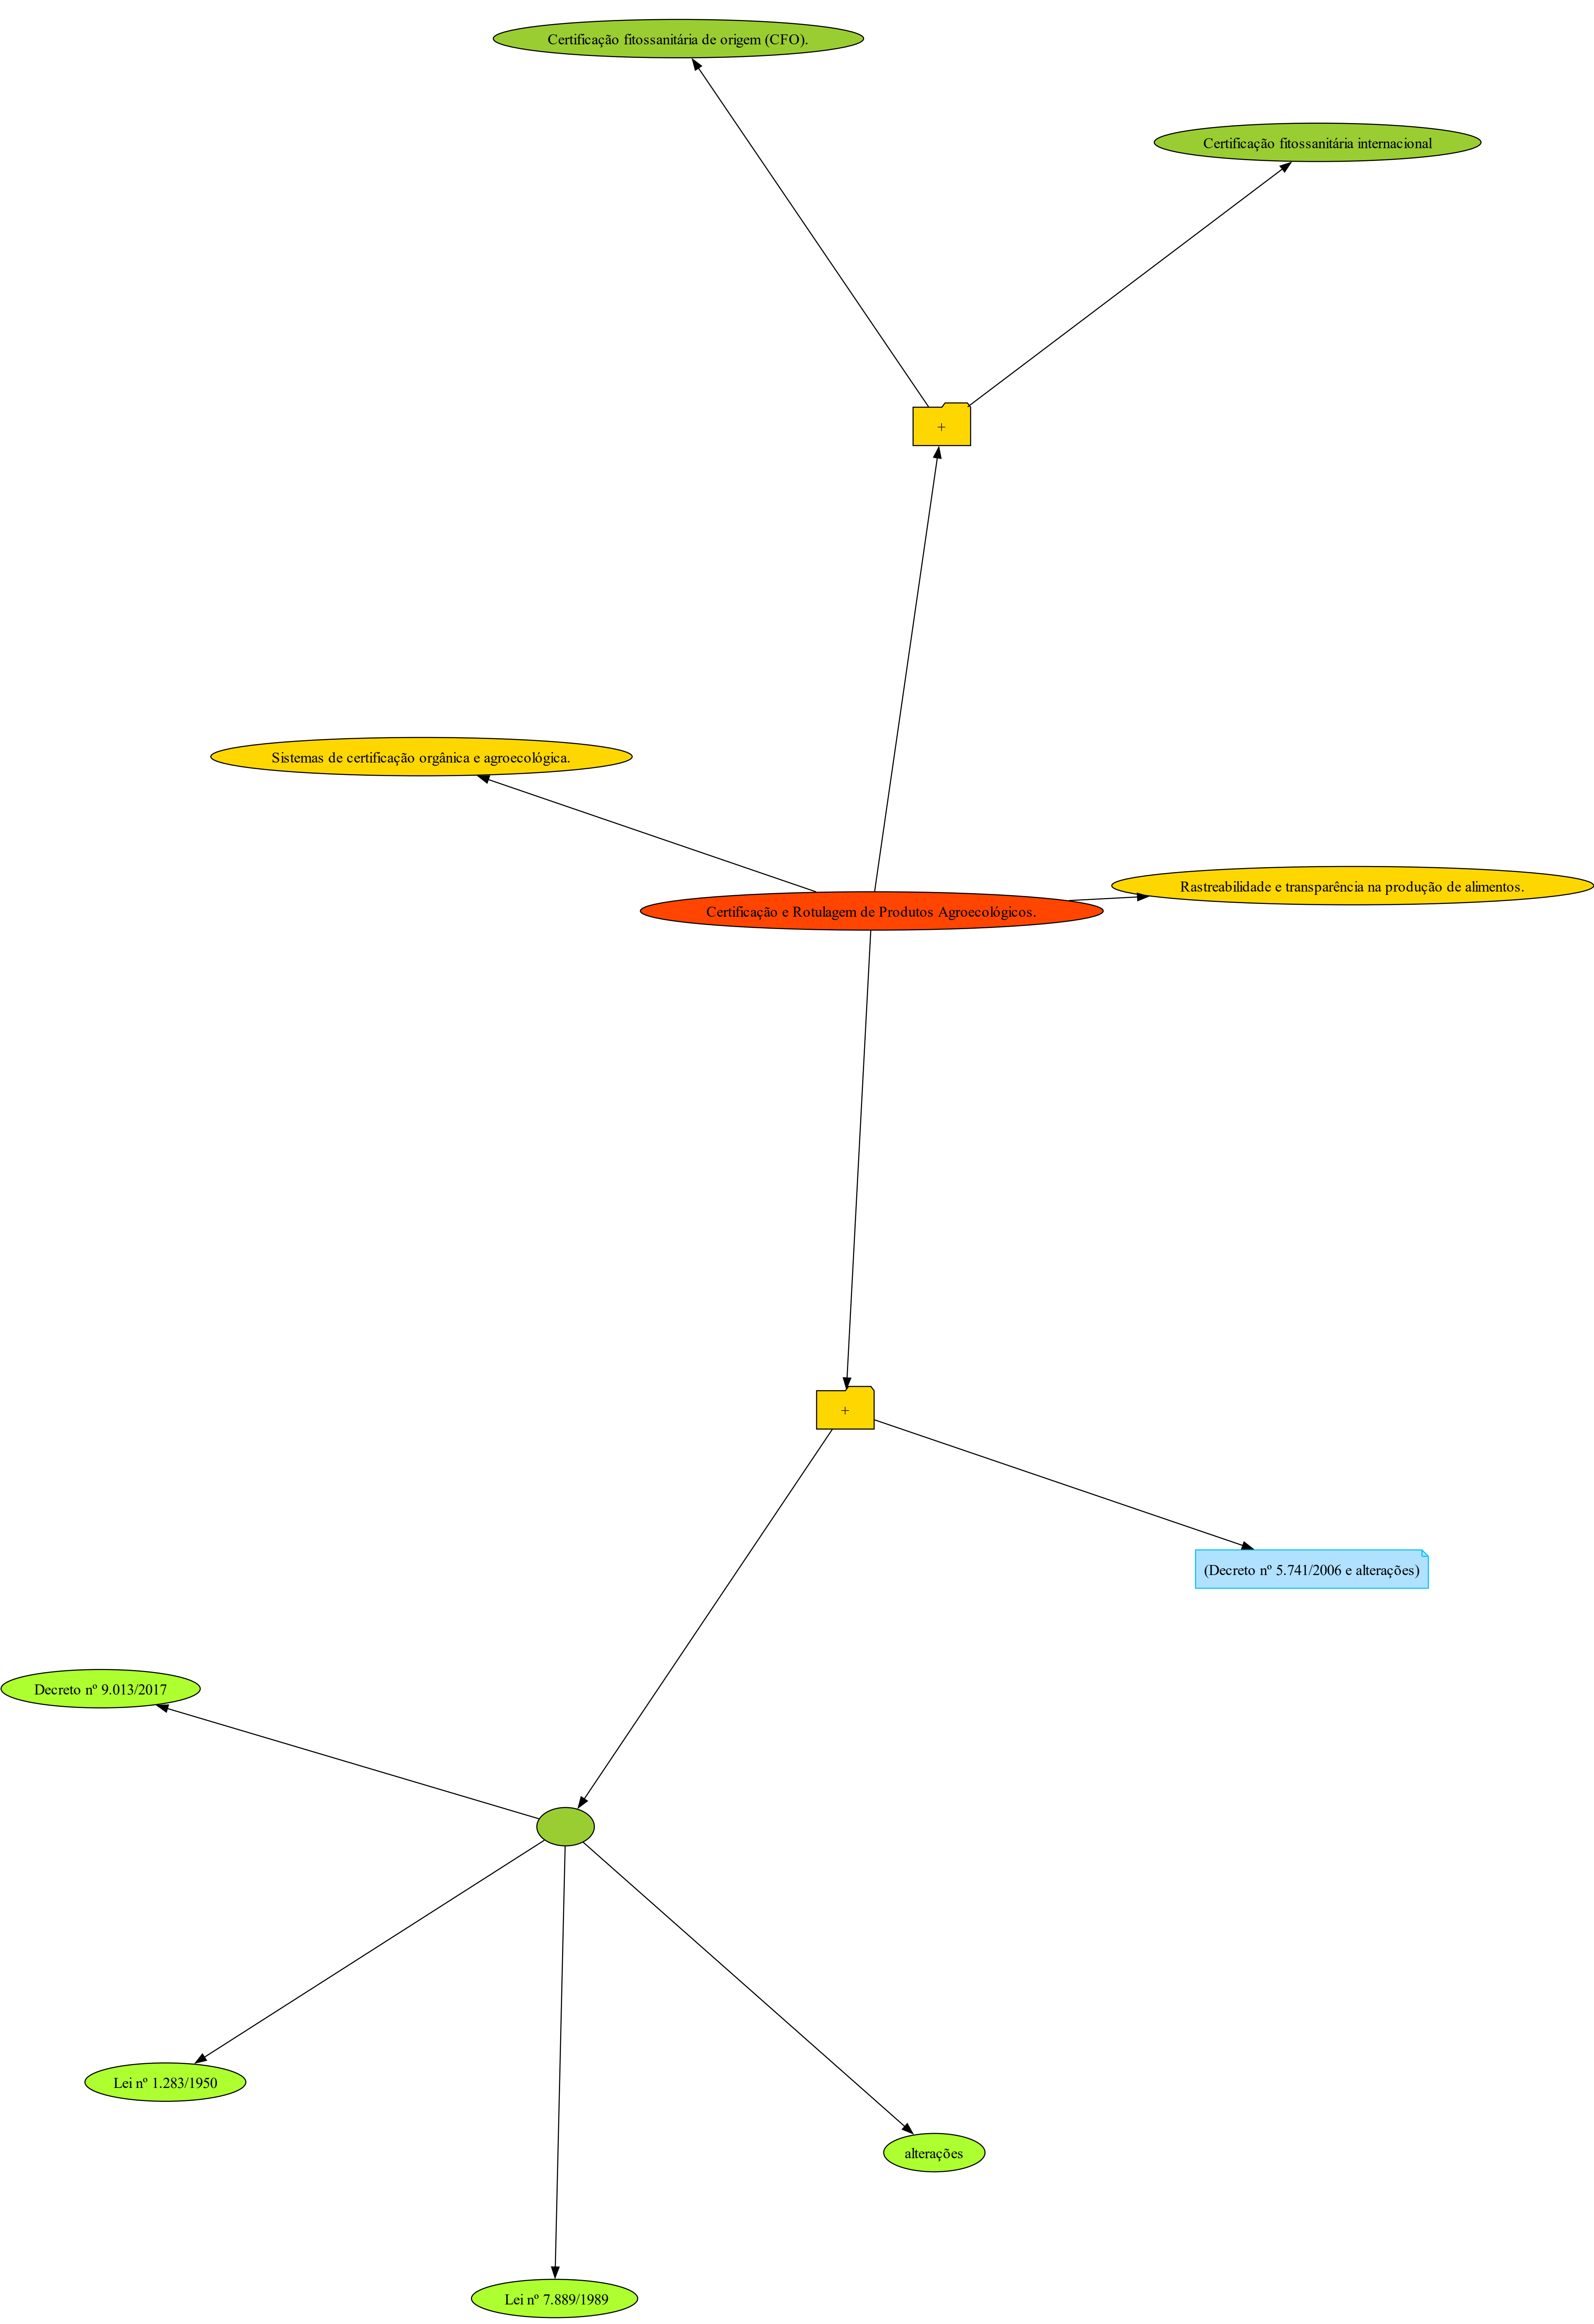 Certificação fitossanitária de origem (CFO).
Certificação fitossanitária internacional
+
Sistemas de certificação orgânica e agroecológica.
Rastreabilidade e transparência na produção de alimentos.
Certificação e Rotulagem de Produtos Agroecológicos.
+
(Decreto nº 5.741/2006 e alterações)
Decreto nº 9.013/2017
Lei nº 1.283/1950
alterações
Lei nº 7.889/1989